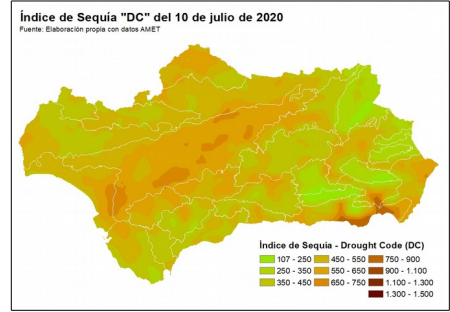 Índice de Sequía "DC" del 10 de julio de 2020
Fuente: Elaboración propia con datos AMET
Índice de Sequia - Drought Code (DC)
107 - 250 450 - 550 750 - 900
250 - 350 550 - 650 900 - 1.100
350 - 450 650 - 750 1.100 - 1.300
1.300 - 1.500